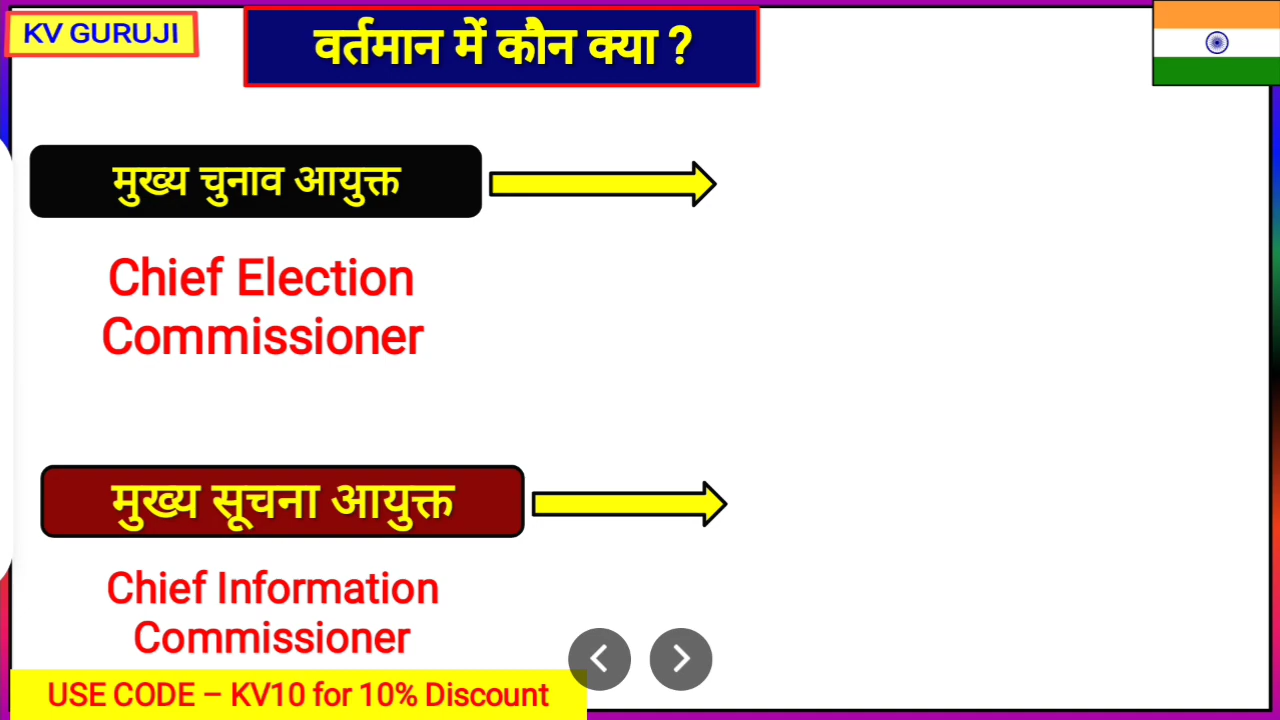 KV GURUJI
वर्तमान में कौन क्या ?
मुख्य चुनाव आयुक्त
Chief Election
Commissioner
मुख्य सूचना आयुक्त
Chief Information
Commissioner
USE CODE – KV10 for 10% Discount